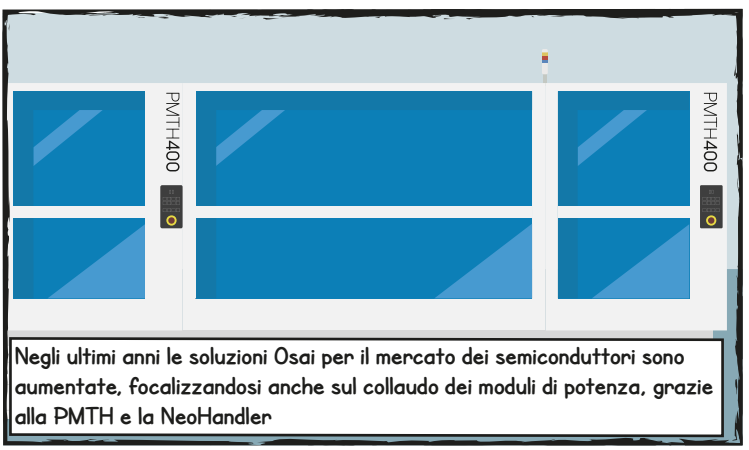 PMTH400
PMTH400
Negli ultimi anni le soluzioni Osai per il mercato dei semiconduttori sono
aumentate, focalizzandosi anche sul collaudo dei moduli di potenza, grazie
alla PMTH e la NeoHandler